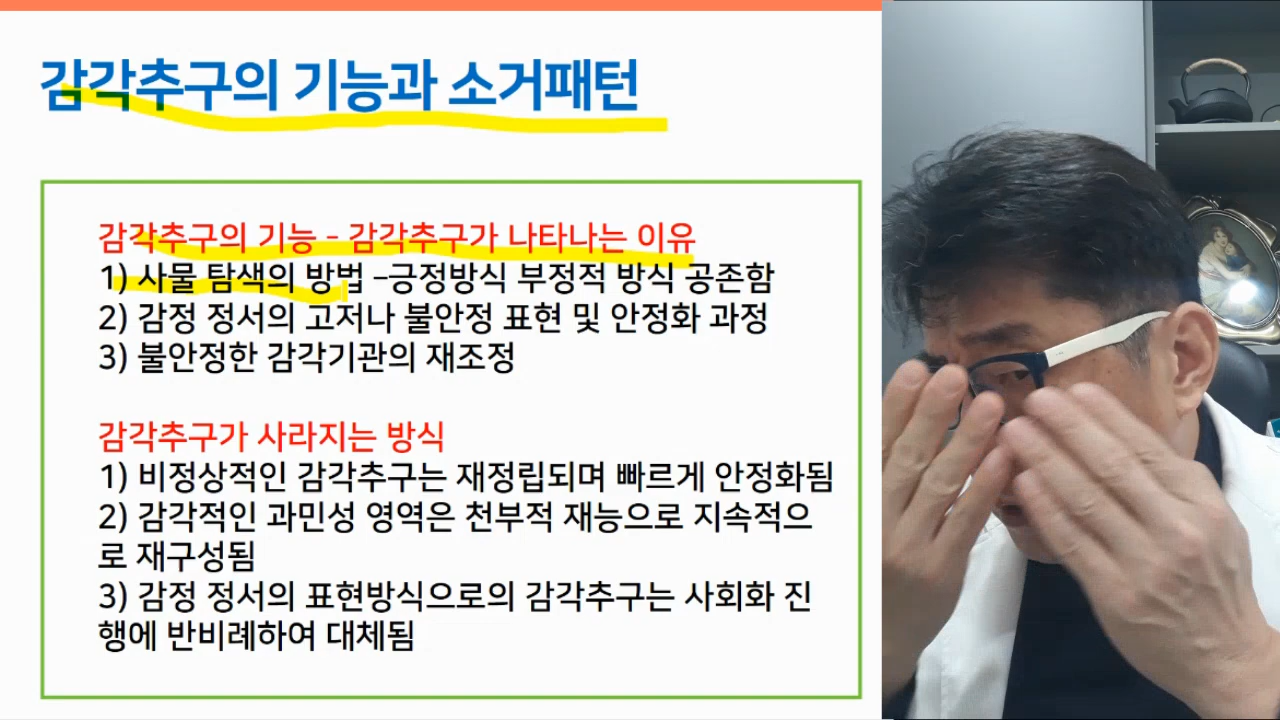 감각추구의 기능과 소거패턴
감각추구의 기능 - 감각추구가 나타나는 이유
1) 사물 탐색의 방법 –긍정방식 부정적 방식 공존함
2) 감정 정서의 고저나 불안정 표현 및 안정화 과정
3) 불안정한 감각기관의 재조정
감각추구가 사라지는 방식
1) 비정상적인 감각추구는 재정립되며 빠르게 안정화됨
2) 감각적인 과민성 영역은 천부적 재능으로 지속적으
로 재구성됨
3) 감정 정서의 표현방식으로의 감각추구는 사회화 진
행에 반비례하여 대체됨